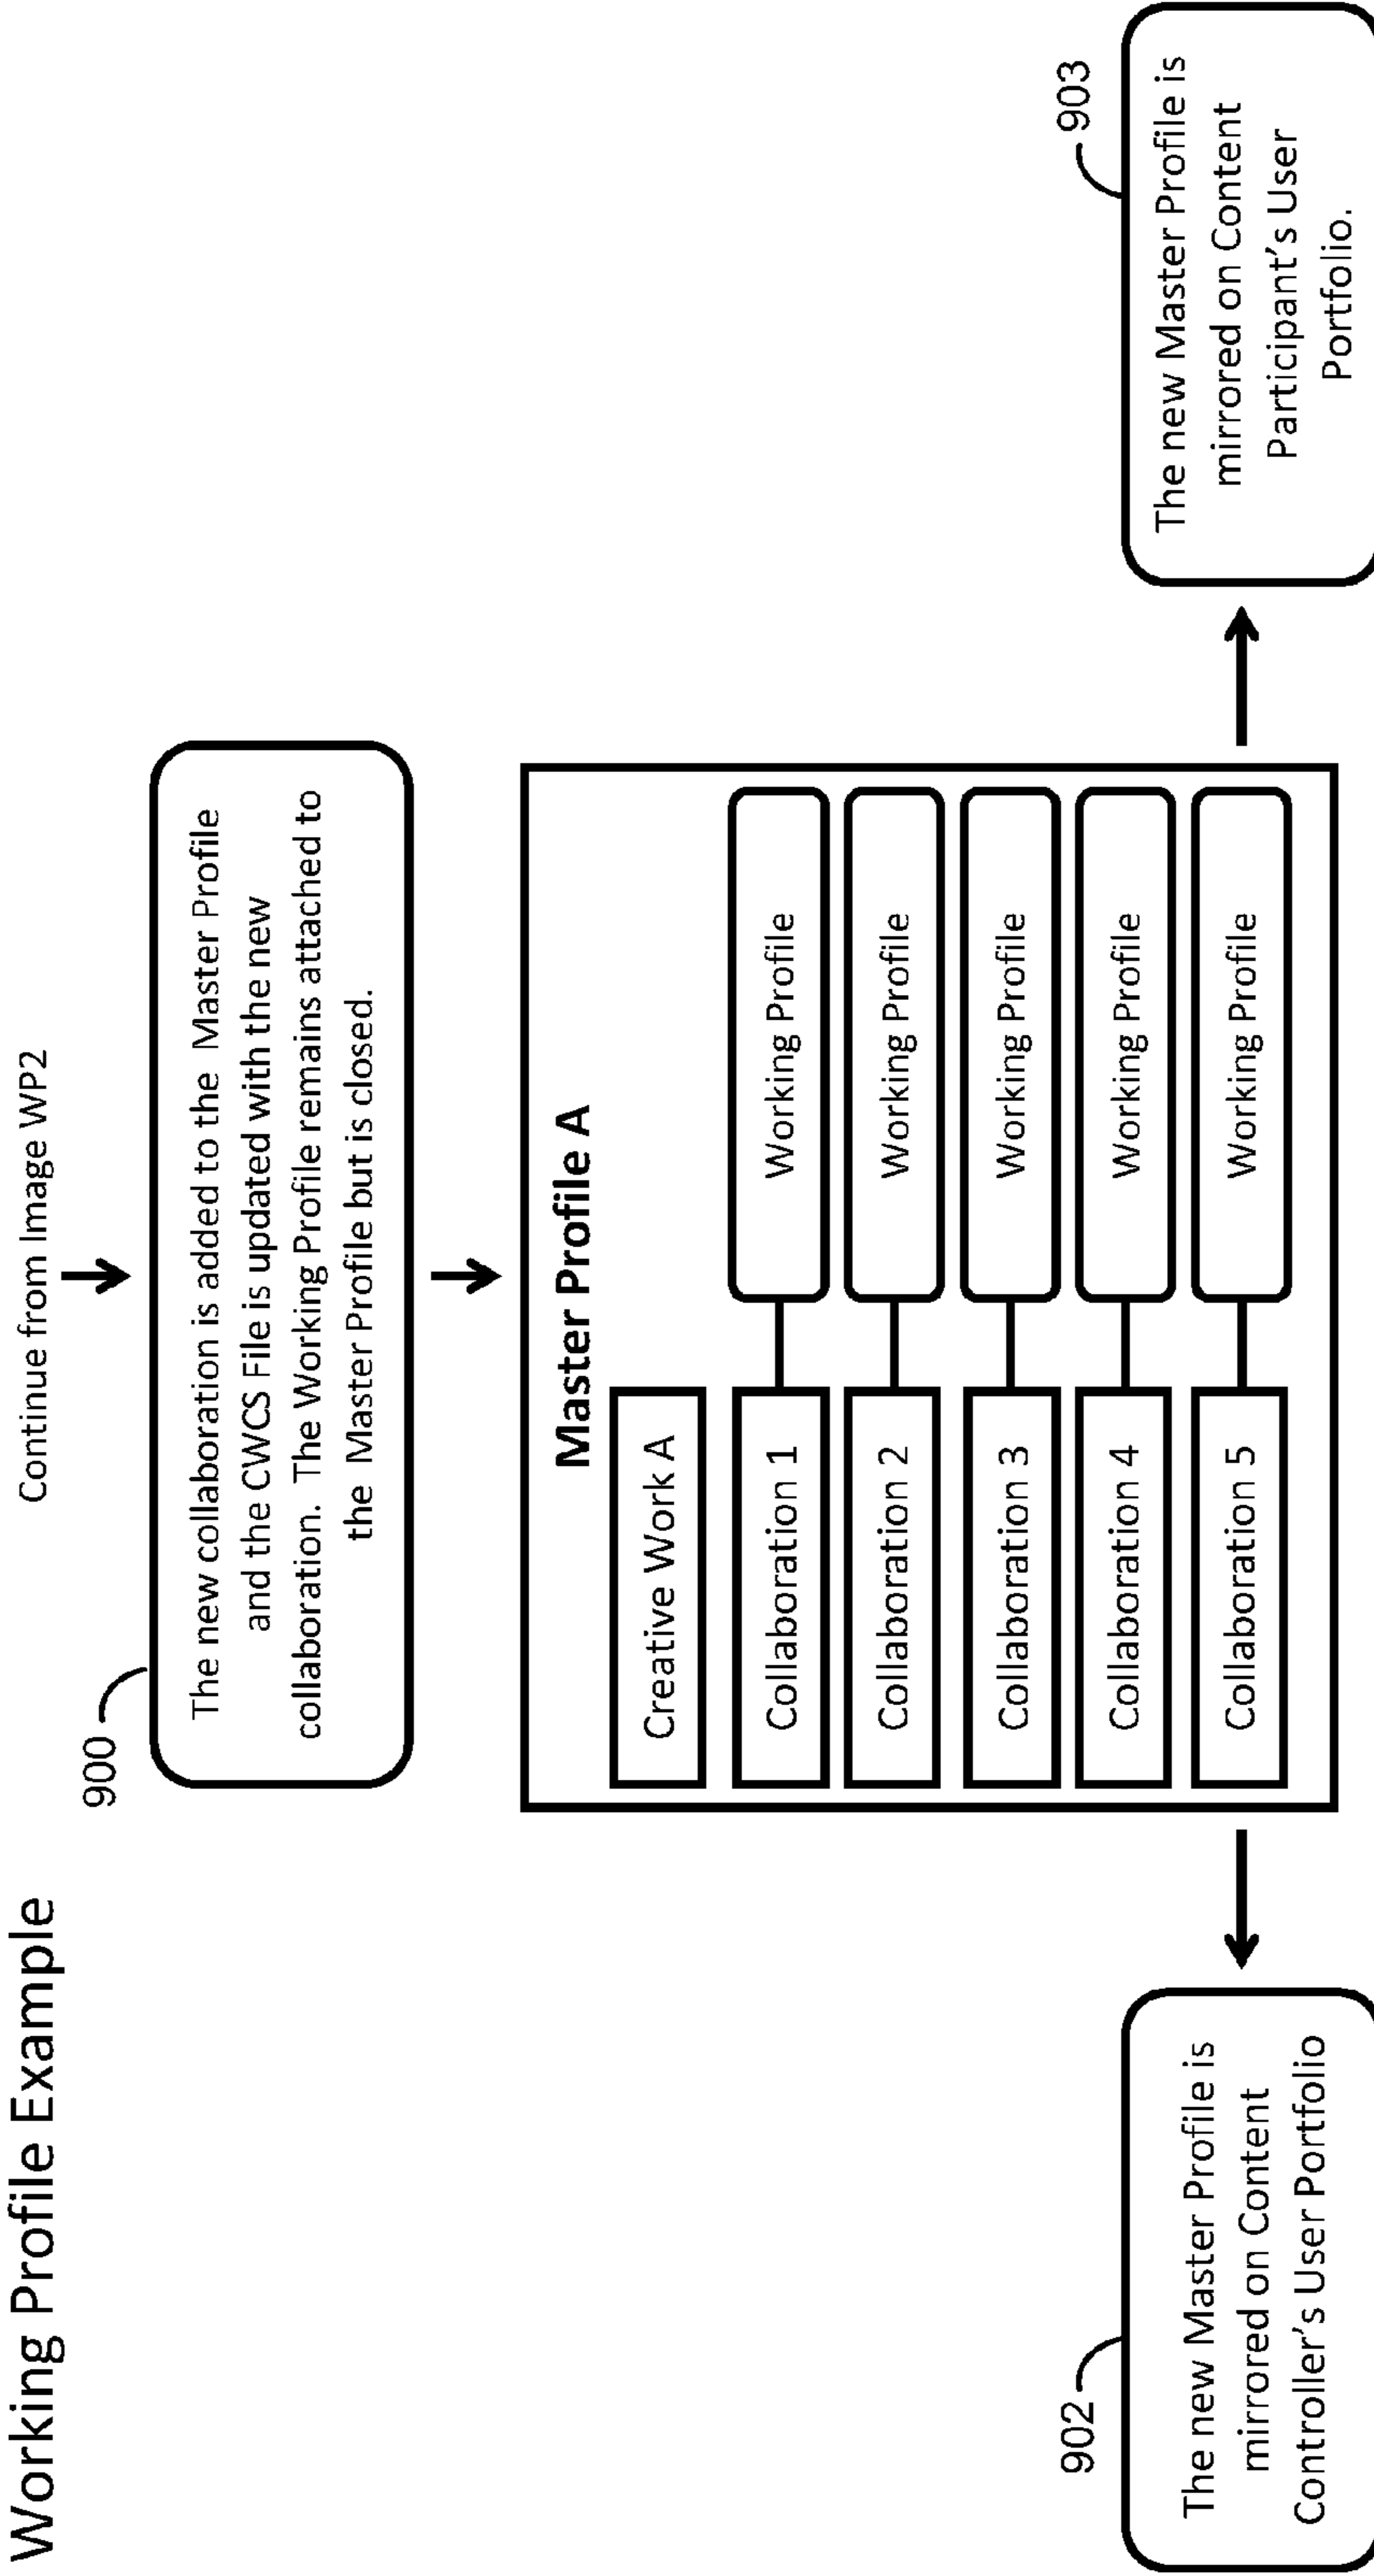 Working Profile Example
Continue from Image WP2
900
The new collaboration is added to the Master Profile
and the CWCS File is updated with the new
collaboration. The Working Profile remains attached to
the Master Profile but is closed.
Master Profile A
Creative Work A
Collaboration 1
Working Profile
Collaboration 2
Working Profile
Collaboration 3
Working Profile
Collaboration 4
Working Profile
Collaboration 5
Working Profile
902
The new Master Profile is
mirrored on Content
Controller's User Portfolio
903
The new Master Profile is
mirrored on Content
Participant's User
Portfolio.